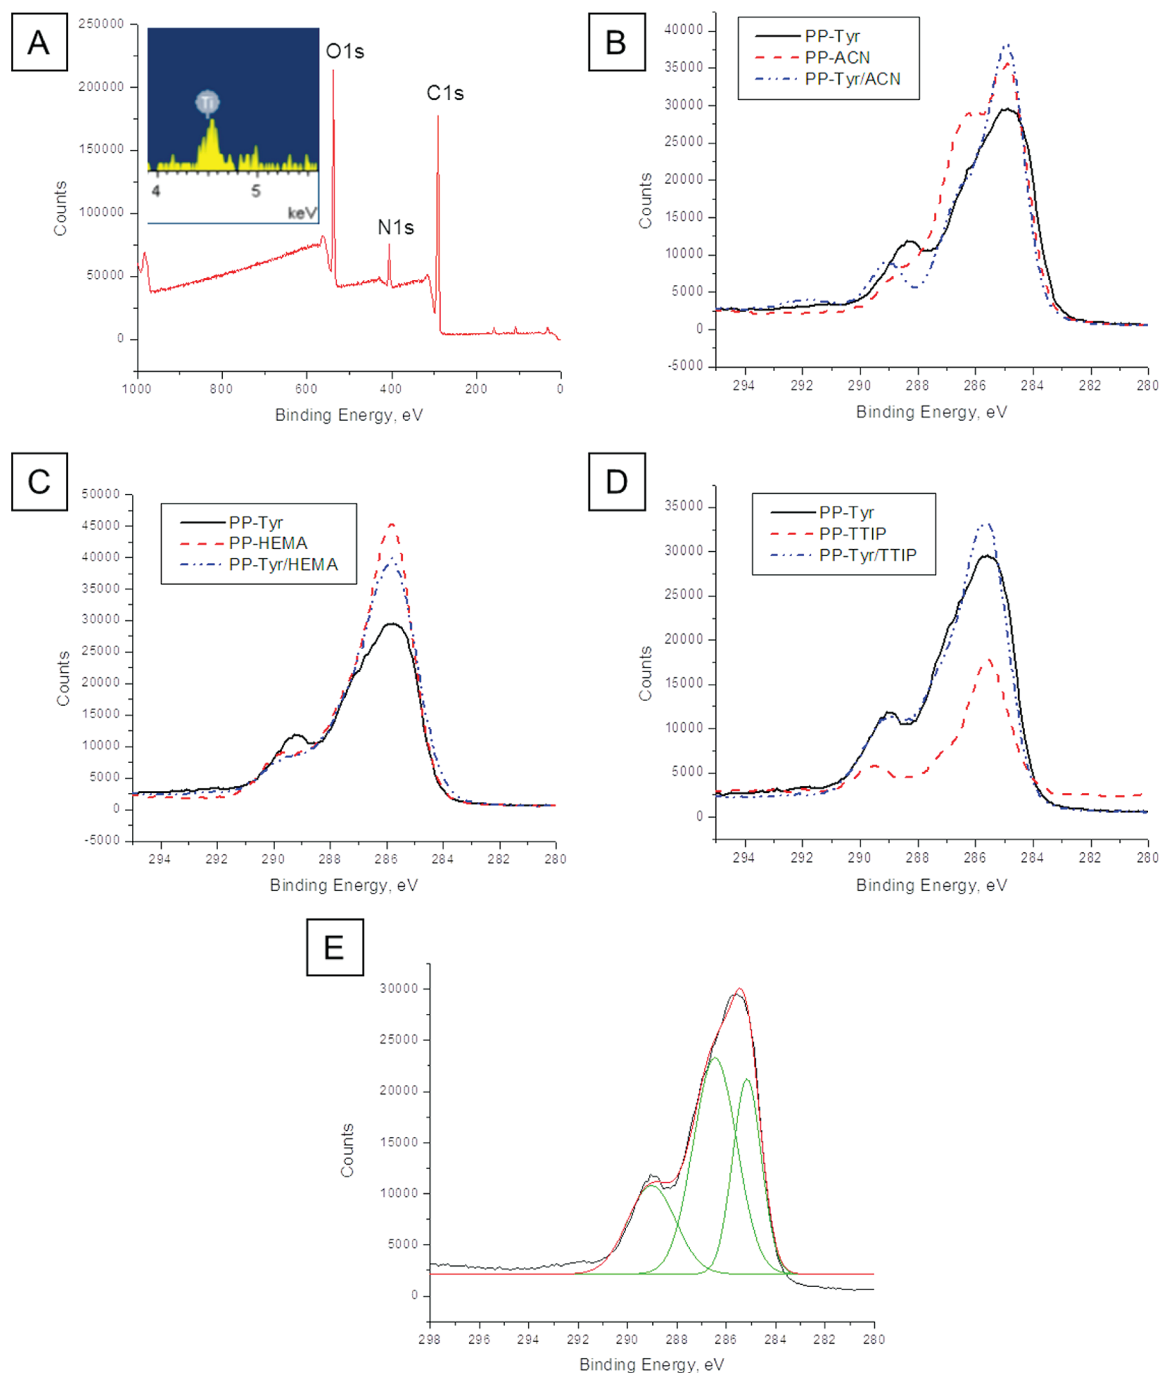 A
250000
200000
150000
100000
50000
0
Counts
1000
800
600
400
200
0
Binding Energy, eV
Ti
4
5
keV
O1s
N1s
C1s
B
40000
35000
30000
25000
20000
15000
10000
5000
0
-5000
Counts
PP-Tyr
PP-ACN
PP-Tyr/ACN
294
292
290
288
286
284
282
280
Binding Energy, eV
C
50000
45000
40000
35000
30000
25000
20000
15000
10000
5000
0
-5000
Counts
PP-Tyr
PP-HEMA
PP-Tyr/HEMA
294
292
290
288
286
284
282
280
Binding Energy, eV
D
35000
30000
25000
20000
15000
10000
5000
0
Counts
PP-Tyr
PP-TTIP
PP-Tyr/TTIP
294
292
290
288
286
284
282
280
Binding Energy, eV
E
30000
25000
20000
15000
10000
5000
0
Counts
298
296
294
292
290
288
286
284
282
280
Binding Energy, eV